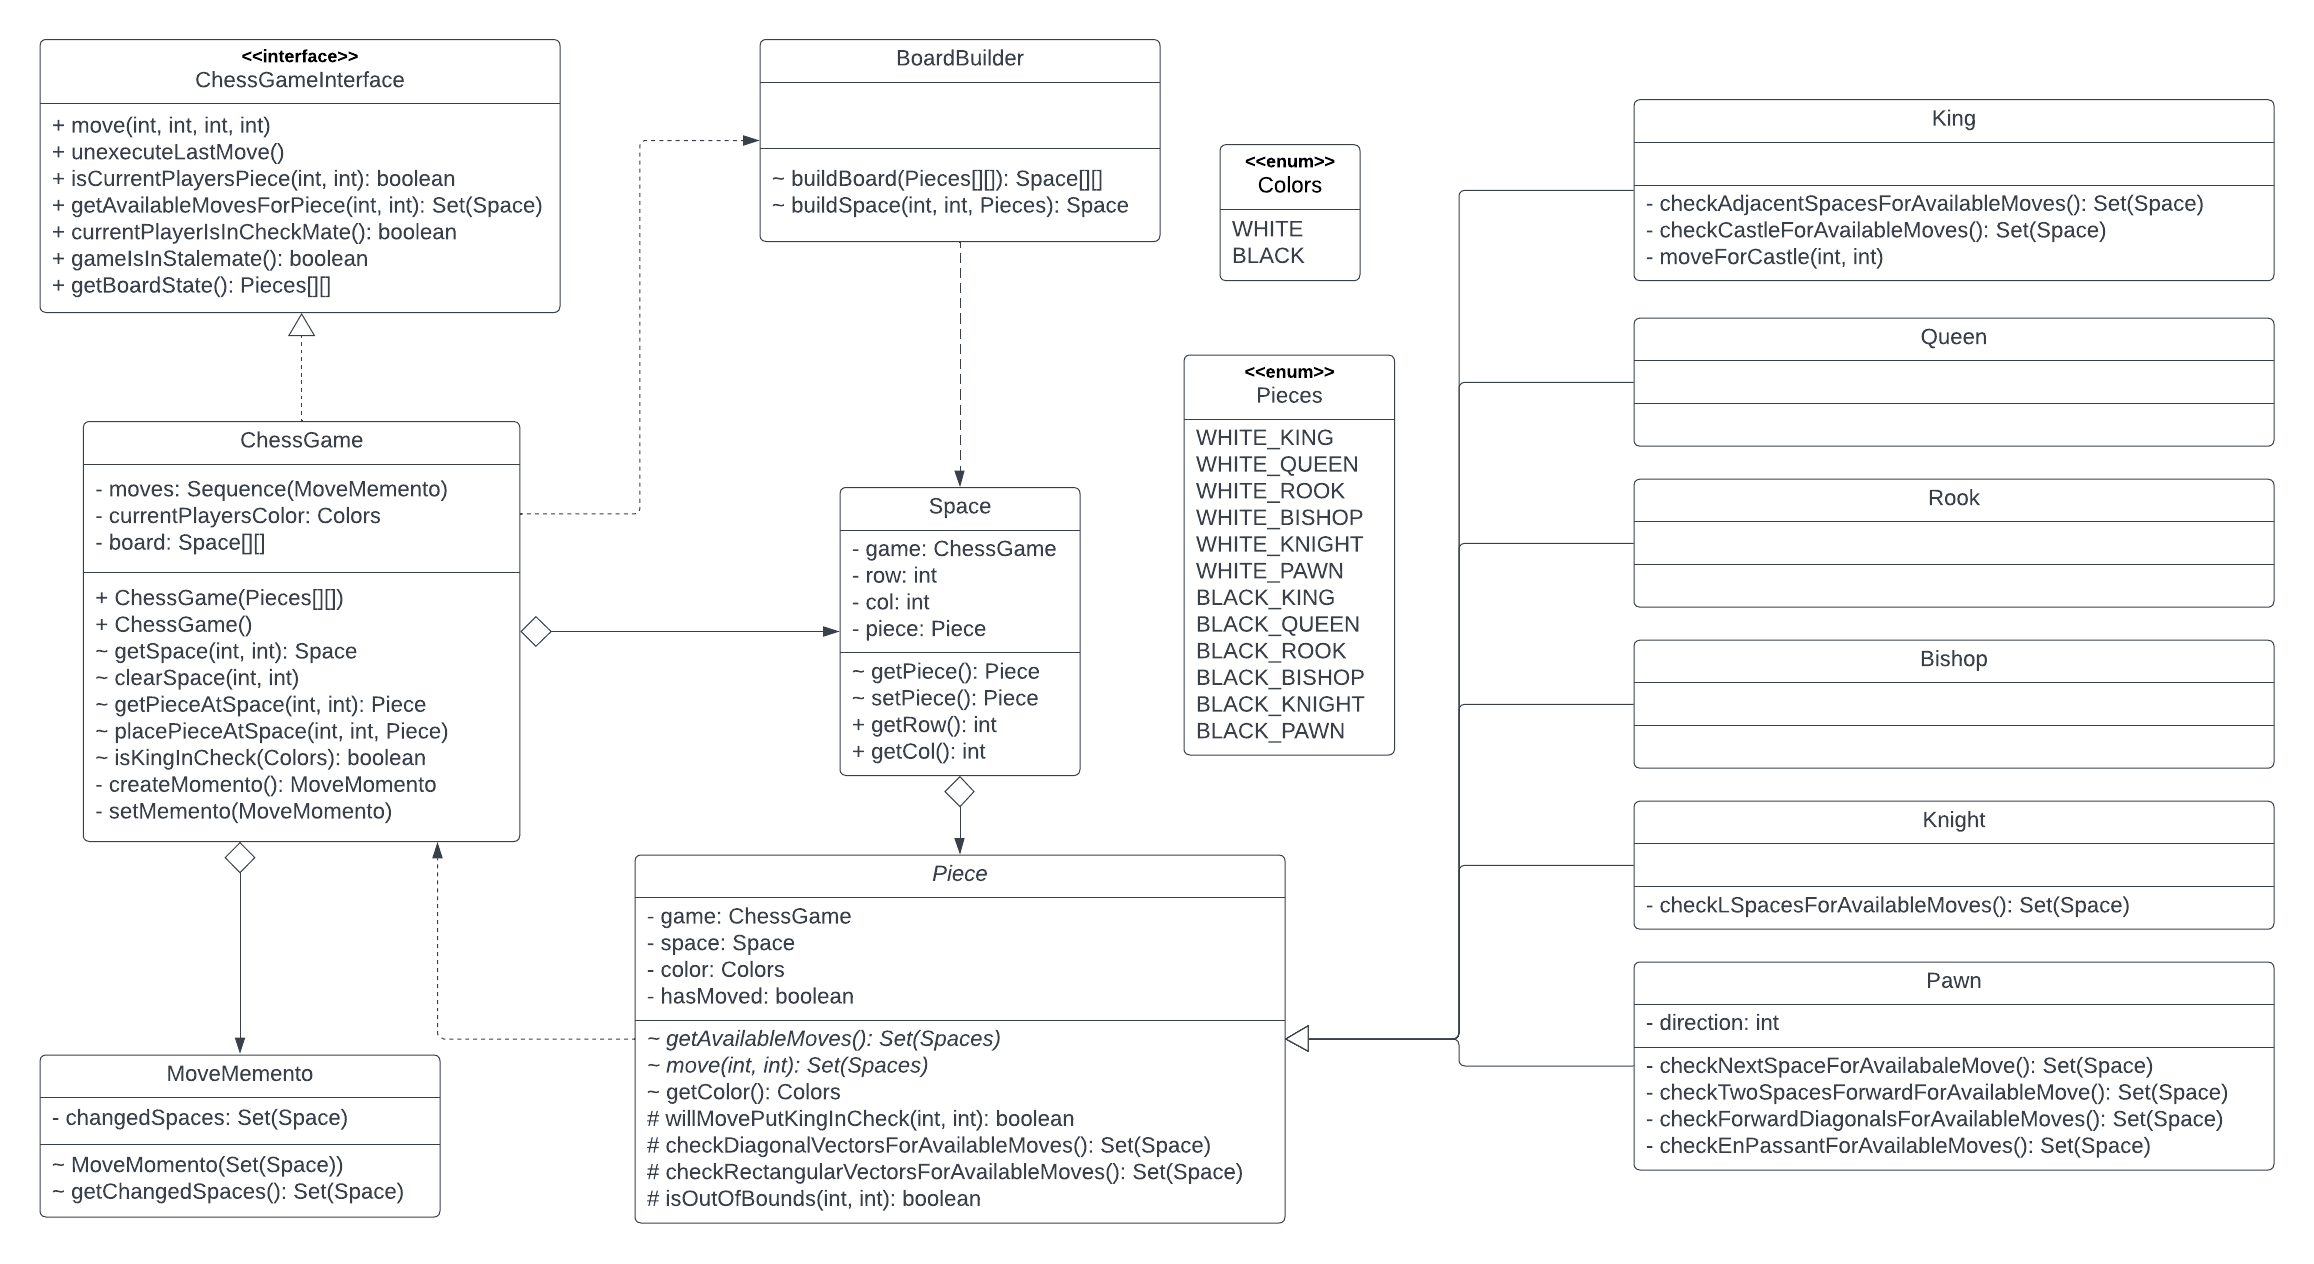 <<interface>>
ChessGameInterface
+ move(int, int, int, int)
+ unexecuteLastMove()
+ isCurrentPlayersPiece(int, int): boolean
+ getAvailableMovesForPiece(int, int): Set(Space)
+ currentPlayerIsInCheckMate(): boolean
+ gameIsInStalemate(): boolean
+ getBoardState(): Pieces[][]
BoardBuilder
~ buildBoard(Pieces[][]): Space[][]
~ buildSpace(int, int, Pieces): Space
<<enum>>
Colors
WHITE
BLACK
King
- checkAdjacentSpacesForAvailableMoves(): Set(Space)
- checkCastleForAvailableMoves(): Set(Space)
- moveForCastle(int, int)
Queen
Rook
Bishop
Knight
- checkLSpacesForAvailableMoves(): Set(Space)
Pawn
- direction: int
- checkNextSpaceForAvailabaleMove(): Set(Space)
- checkTwoSpacesForwardForAvailableMove(): Set(Space)
- checkForwardDiagonalsForAvailableMoves(): Set(Space)
- checkEnPassantForAvailableMoves(): Set(Space)
<<enum>>
Pieces
WHITE_KING
WHITE_QUEEN
WHITE_ROOK
WHITE_BISHOP
WHITE_KNIGHT
WHITE_PAWN
BLACK_KING
BLACK_QUEEN
BLACK_ROOK
BLACK_BISHOP
BLACK_KNIGHT
BLACK_PAWN
ChessGame
- moves: Sequence(MoveMemento)
- currentPlayersColor: Colors
- board: Space[][]
+ ChessGame(Pieces[][])
+ ChessGame()
~ getSpace(int, int): Space
~ clearSpace(int, int)
~ getPieceAtSpace(int, int): Piece
~ placePieceAtSpace(int, int, Piece)
~ isKingInCheck(Colors): boolean
- createMomento(): MoveMomento
- setMemento(MoveMomento)
Space
- game: ChessGame
- row: int
- col: int
- piece: Piece
~ getPiece(): Piece
~ setPiece(): Piece
+ getRow(): int
+ getCol(): int
Piece
- game: ChessGame
- space: Space
- color: Colors
- hasMoved: boolean
~ getAvailableMoves(): Set(Spaces)
~ move(int, int): Set(Spaces)
~ getColor(): Colors
# willMovePutKingInCheck(int, int): boolean
# checkDiagonalVectorsForAvailableMoves(): Set(Space)
# checkRectangularVectorsForAvailableMoves(): Set(Space)
# isOutOfBounds(int, int): boolean
MoveMemento
- changedSpaces: Set(Space)
~ MoveMomento(Set(Space))
~ getChangedSpaces(): Set(Space)